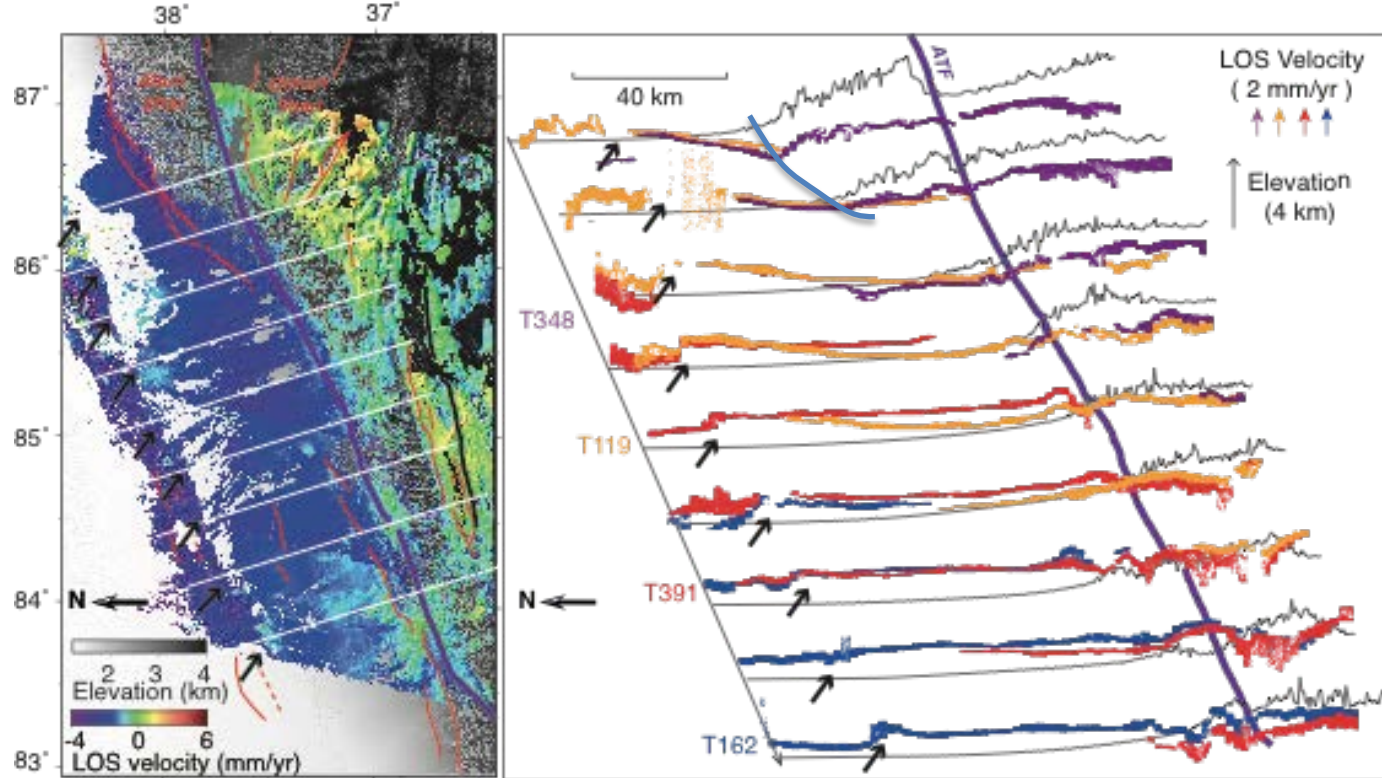 38°
37°
87°
86°
85°
84°
83°
N
2 3 4
Elevation (km)
-4 0 6
LOS velocity (mm/yr)
40 km
ATF
LOS Velocity
( 2 mm/yr )
Elevation
(4 km)
T348
T119
N
T391
T162